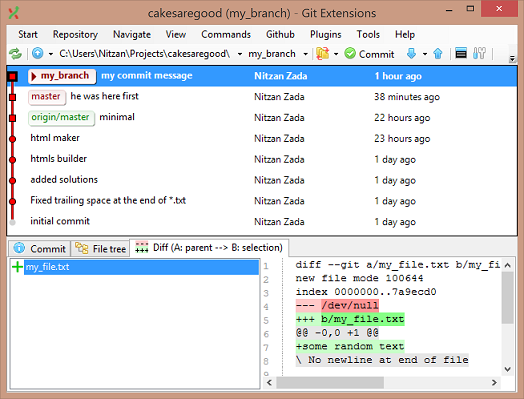 cakesaregood (my_branch) - Git Extensions
Start Repository Navigate View Commands Github Plugins Tools Help
C:\Users\Nitzan\Projects\cakesaregood\ my_branch Commit
my_branch my commit message Nitzan Zada 1 hour ago
master he was here first Nitzan Zada 38 minutes ago
origin/master minimal Nitzan Zada 22 hours ago
html maker Nitzan Zada 23 hours ago
htmls builder Nitzan Zada 1 day ago
added solutions Nitzan Zada 1 day ago
Fixed trailing space at the end of *.txt Nitzan Zada 1 day ago
initial commit Nitzan Zada 1 day ago
Commit File tree Diff (A: parent --> B: selection)
my_file.txt
1 diff --git a/my_file.txt b/my_fi
2 new file mode 100644
3 index 0000000..7a9ecd0
4 --- /dev/null
5 +++ b/my_file.txt
6 @@ -0,0 +1 @@
7 +some random text
8 \ No newline at end of file